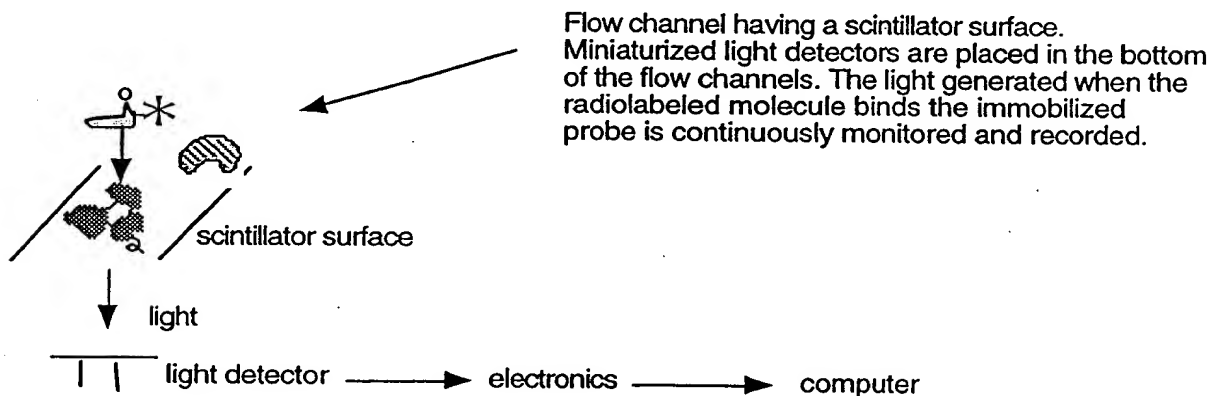 Flow channel having a scintillator surface.
Miniaturized light detectors are placed in the bottom
of the flow channels. The light generated when the
radiolabeled molecule binds the immobilized
probe is continuously monitored and recorded.
scintillator surface
light
light detector electronics computer